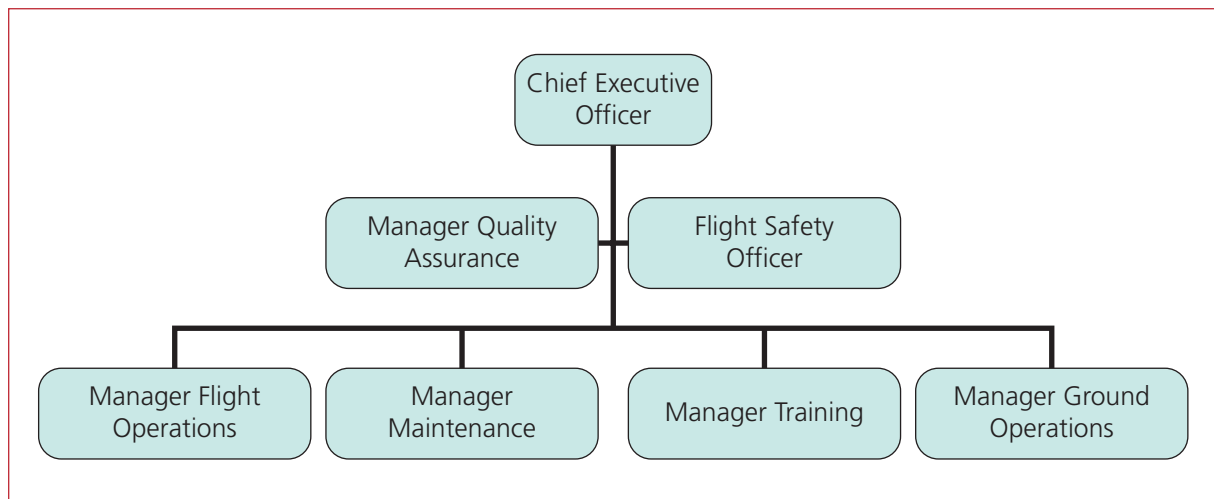 Chief Executive
Officer
Manager Quality
Assurance
Flight Safety
Officer
Manager Flight
Operations
Manager
Maintenance
Manager Training
Manager Ground
Operations